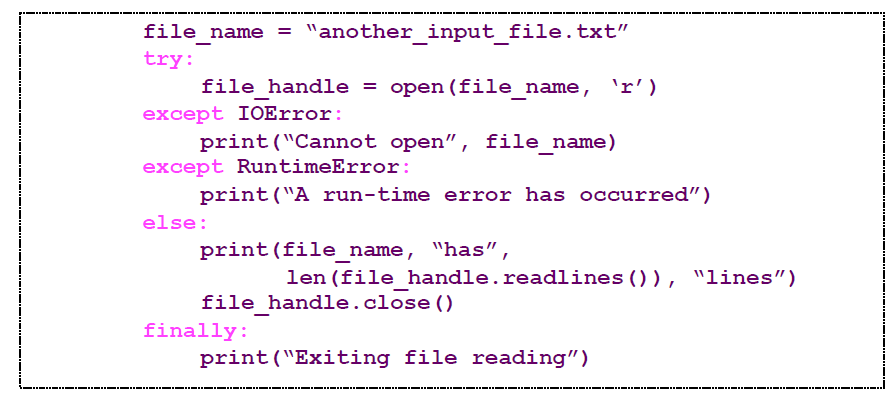 file_name = “another_input_file.txt”
try:
file_handle = open(file_name, ‘r’)
except IOError:
print(“Cannot open”, file_name)
except RuntimeError:
print(“A run-time error has occurred”)
else:
print(file_name, “has”,
len(file_handle.readlines()), “lines”)
file_handle.close()
finally:
print(“Exiting file reading”)